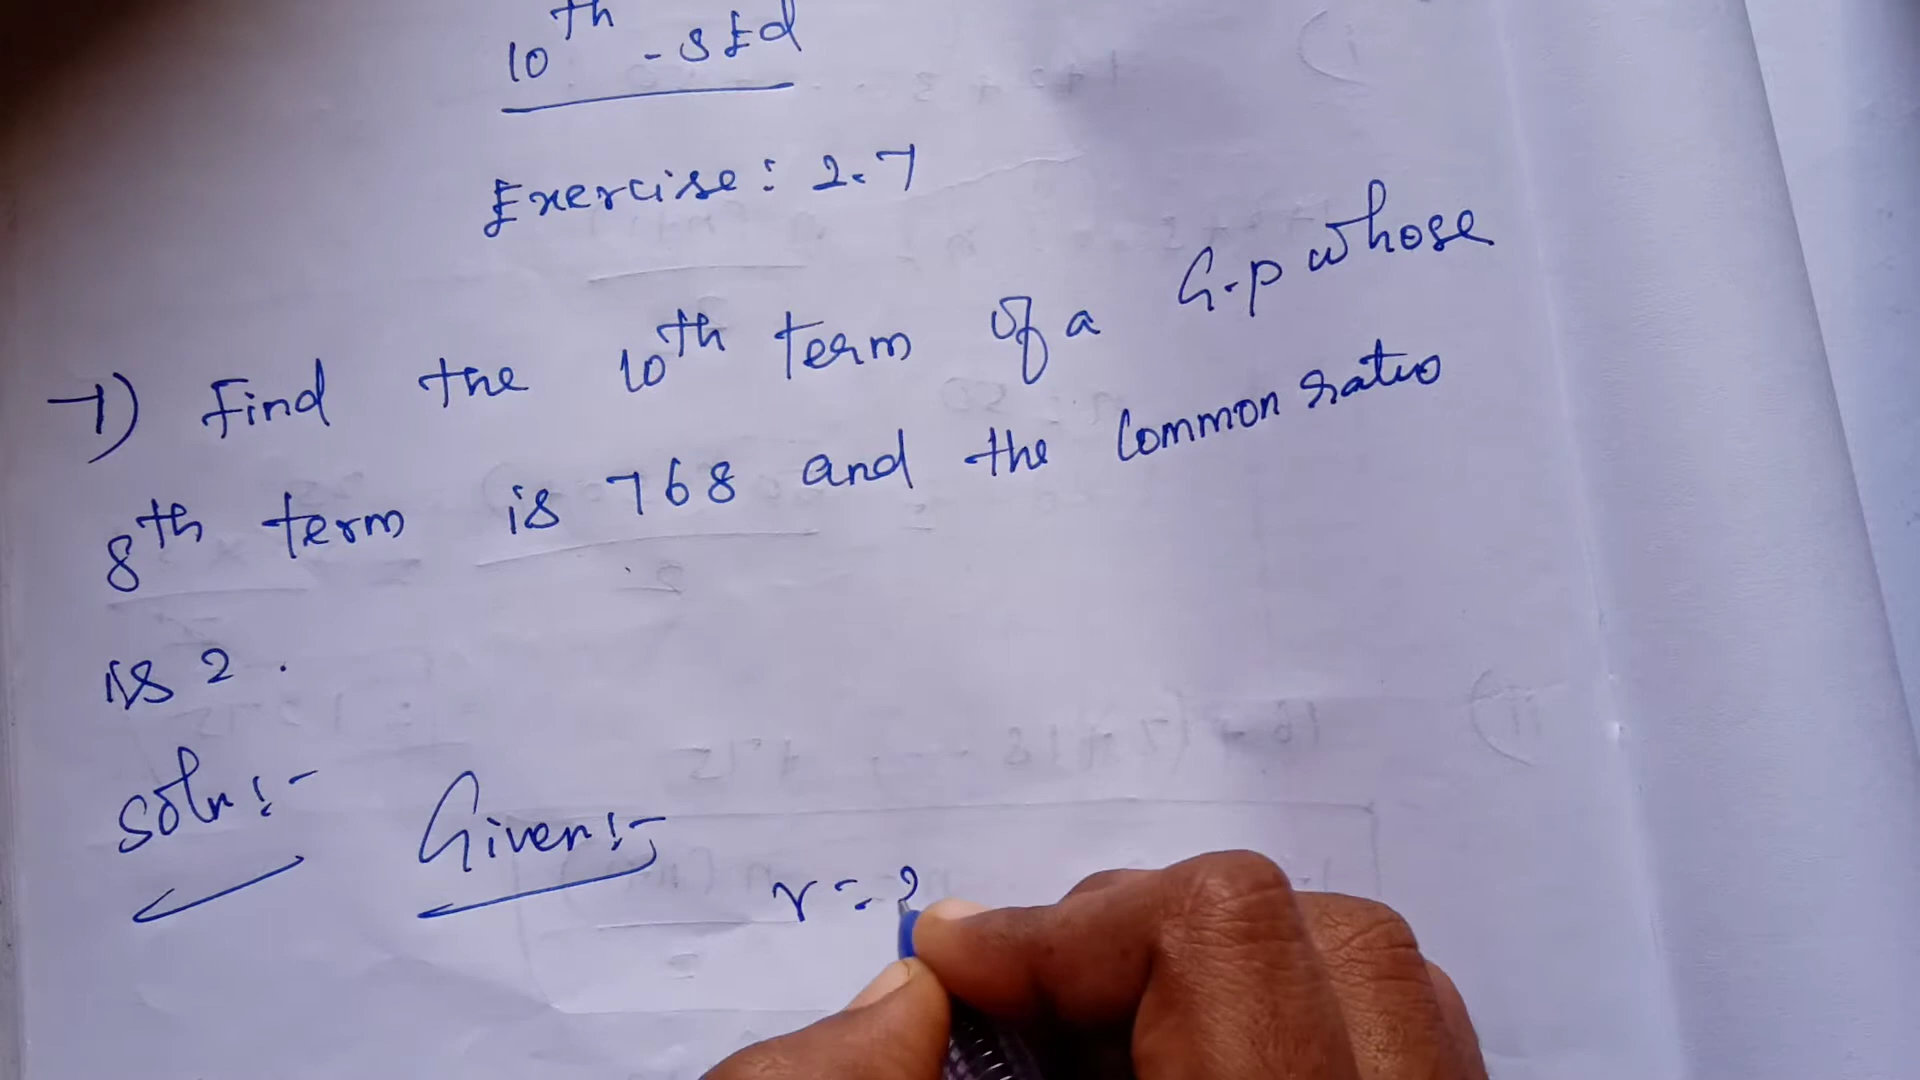 10th - Std
Exercise: 2.7
7) Find the 10th term of a G.P whose
8th term is 768 and the common ratio
is 2.
Soln:-
Given:-
r = 2